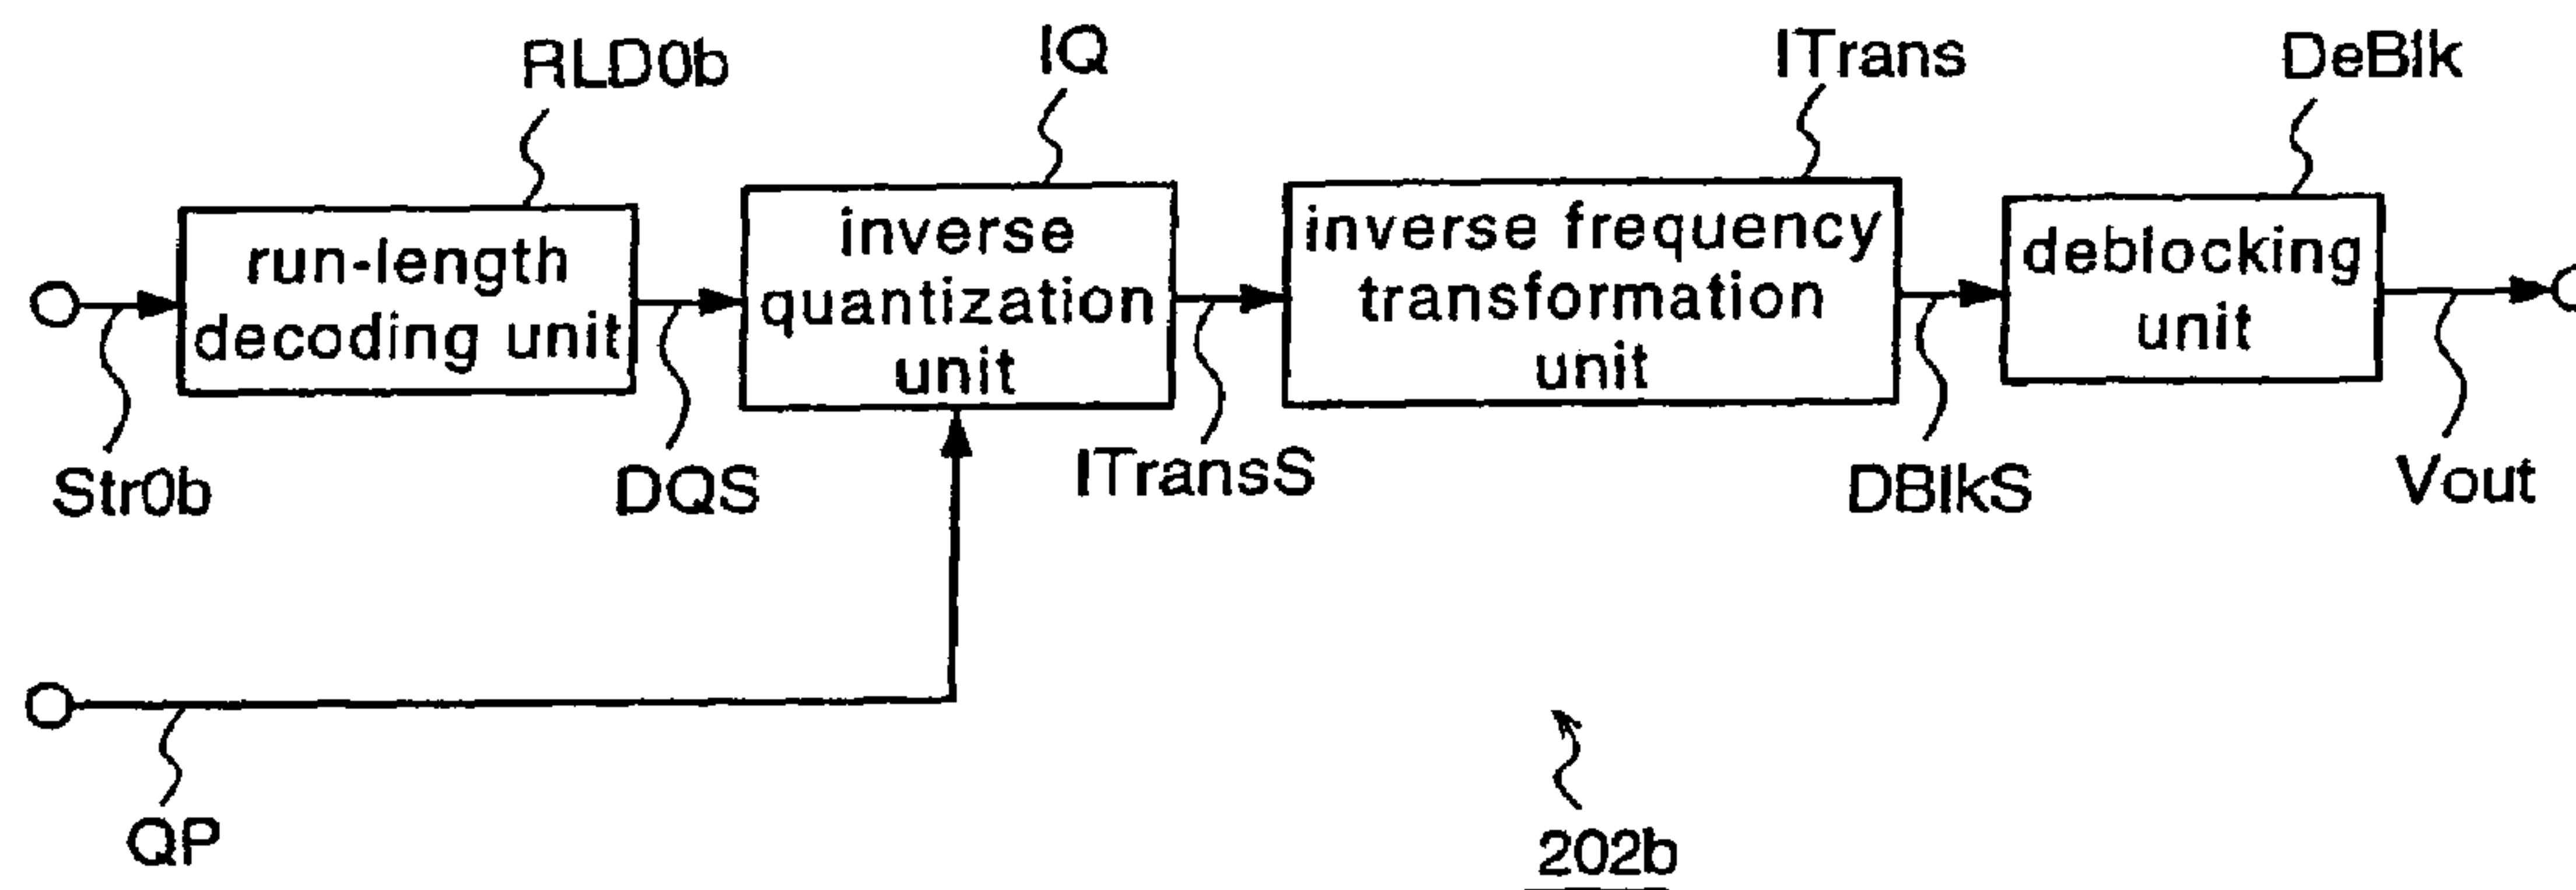 RLD0b
IQ
ITrans
DeBlk
run-length
decoding unit
inverse
quantization
unit
inverse frequency
transformation
unit
deblocking
unit
Str0b
DQS
ITransS
DBlkS
Vout
QP
202b